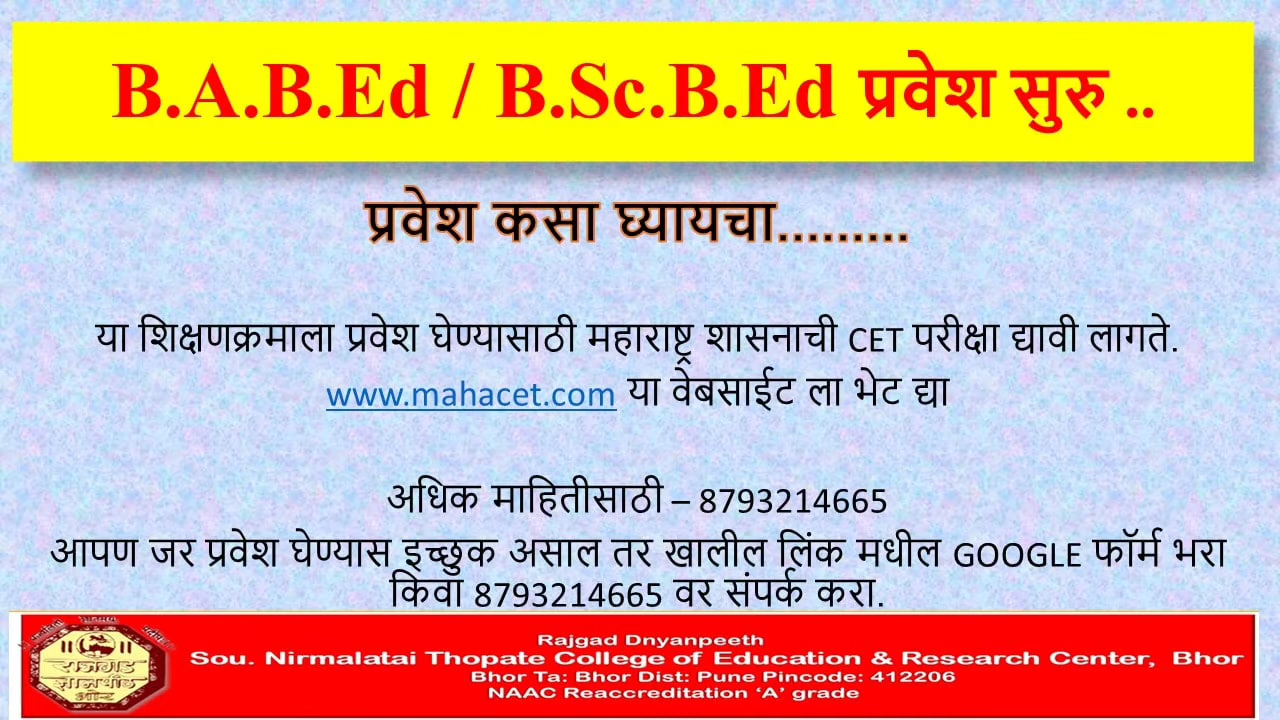 B.A.B.Ed / B.Sc.B.Ed प्रवेश सुरु ..
प्रवेश कसा घ्यायचा.........
या शिक्षणक्रमाला प्रवेश घेण्यासाठी महाराष्ट्र शासनाची CET परीक्षा द्यावी लागते.
www.mahacet.com या वेबसाईट ला भेट द्या
अधिक माहितीसाठी – 8793214665
आपण जर प्रवेश घेण्यास इच्छुक असाल तर खालील लिंक मधील GOOGLE फॉर्म भरा
किवा 8793214665 वर संपर्क करा.
Rajgad Dnyanpeeth
Sou. Nirmalatai Thopate College of Education & Research Center, Bhor
Bhor Ta: Bhor Dist: Pune Pincode: 412206
NAAC Reaccreditation ‘A’ grade
राजगड
ज्ञानपीठ
भोर